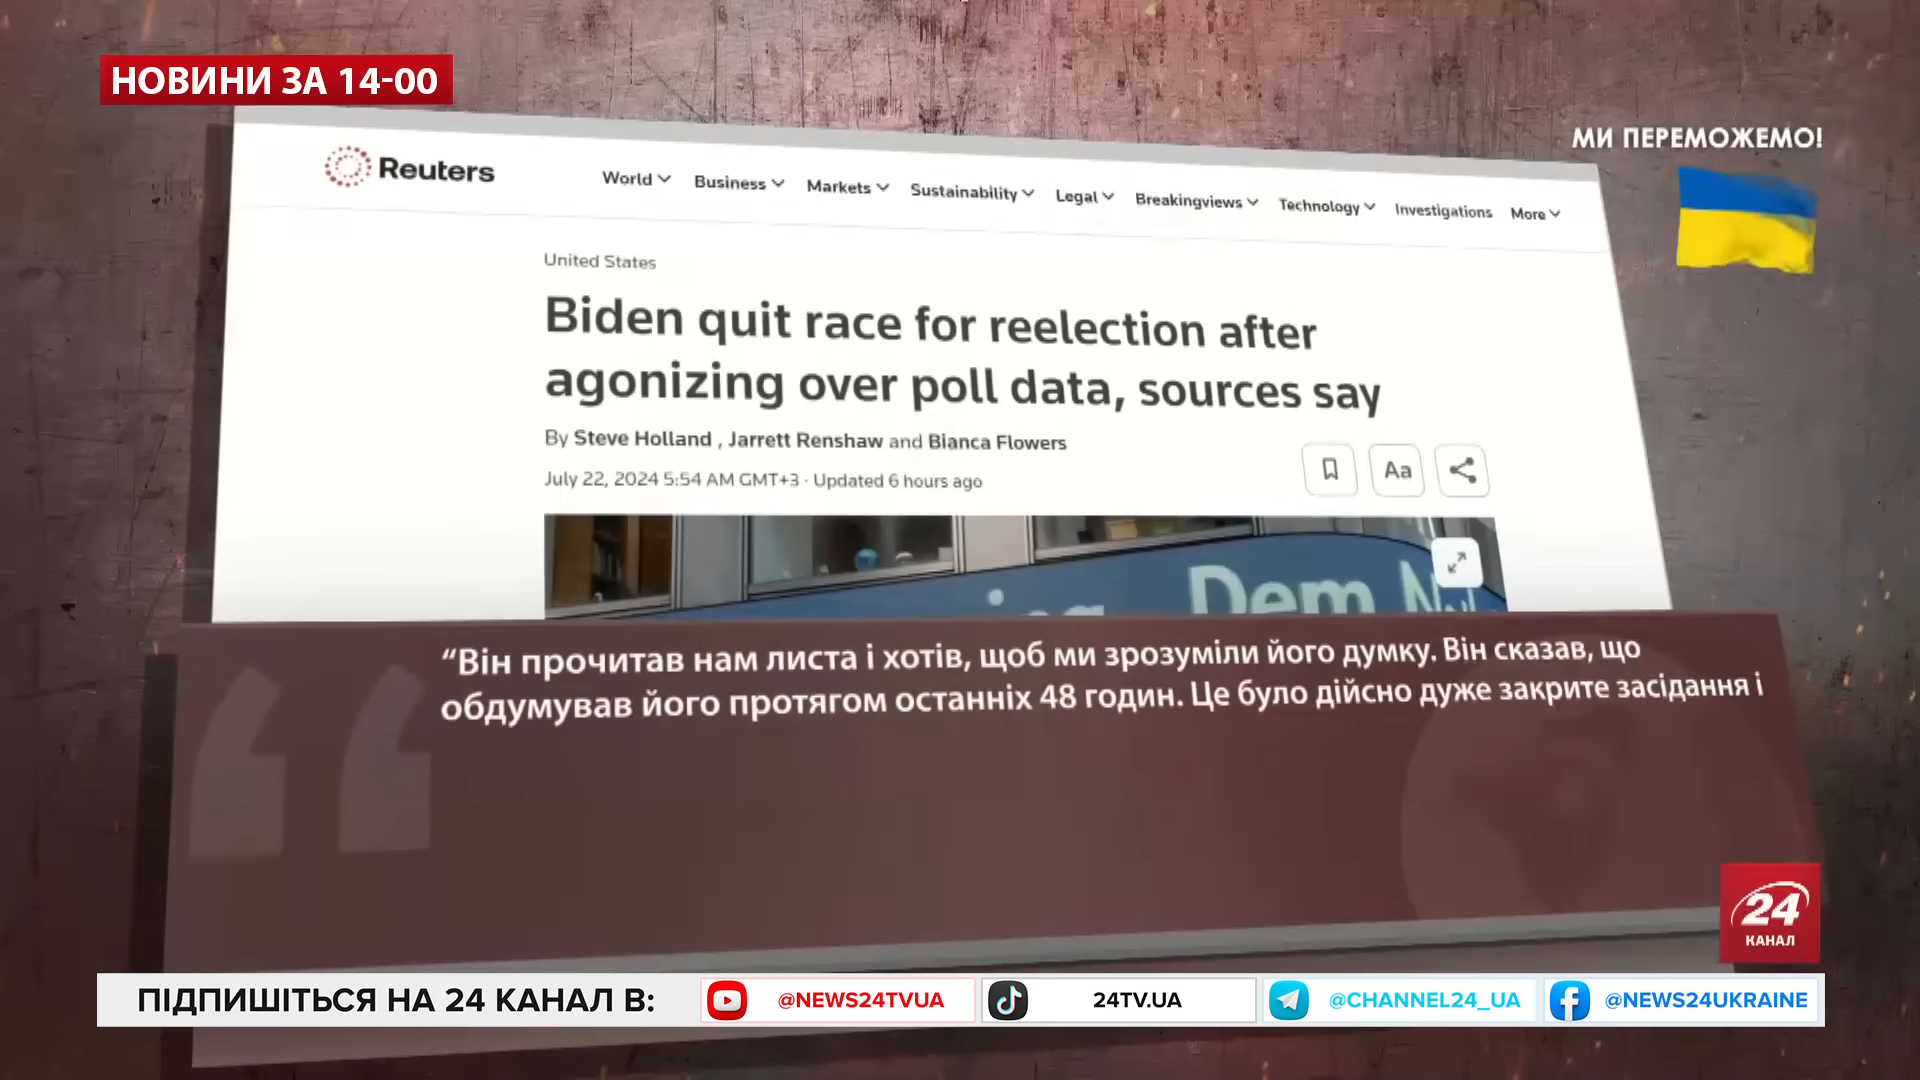 НОВИНИ ЗА 14-00
МИ ПЕРЕМОЖЕМО!
Reuters
World Business Markets Sustainability Legal Breakingviews Technology Investigations More
United States
Biden quit race for reelection after
agonizing over poll data, sources say
By Steve Holland , Jarrett Renshaw and Bianca Flowers
July 22, 2024 5:54 AM GMT+3 · Updated 6 hours ago
Aa
Dem
“Він прочитав нам листа і хотів, щоб ми зрозуміли його думку. Він сказав, що
обдумував його протягом останніх 48 годин. Це було дійсно дуже закрите засідання і
24
КАНАЛ
ПІДПИШІТЬСЯ НА 24 КАНАЛ В: @NEWS24TVUA 24TV.UA @CHANNEL24_UA @NEWS24UKRAINE